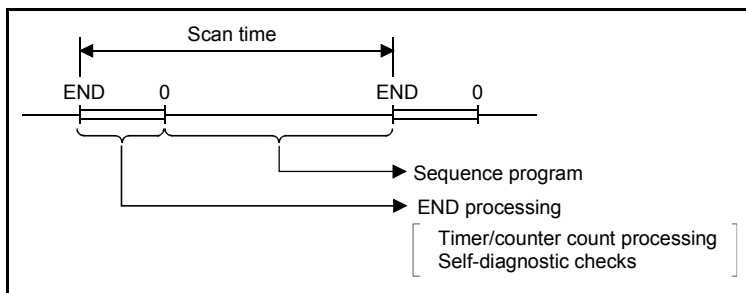 Scan time
END 0 END 0
Sequence program
END processing
Timer/counter count processing
Self-diagnostic checks